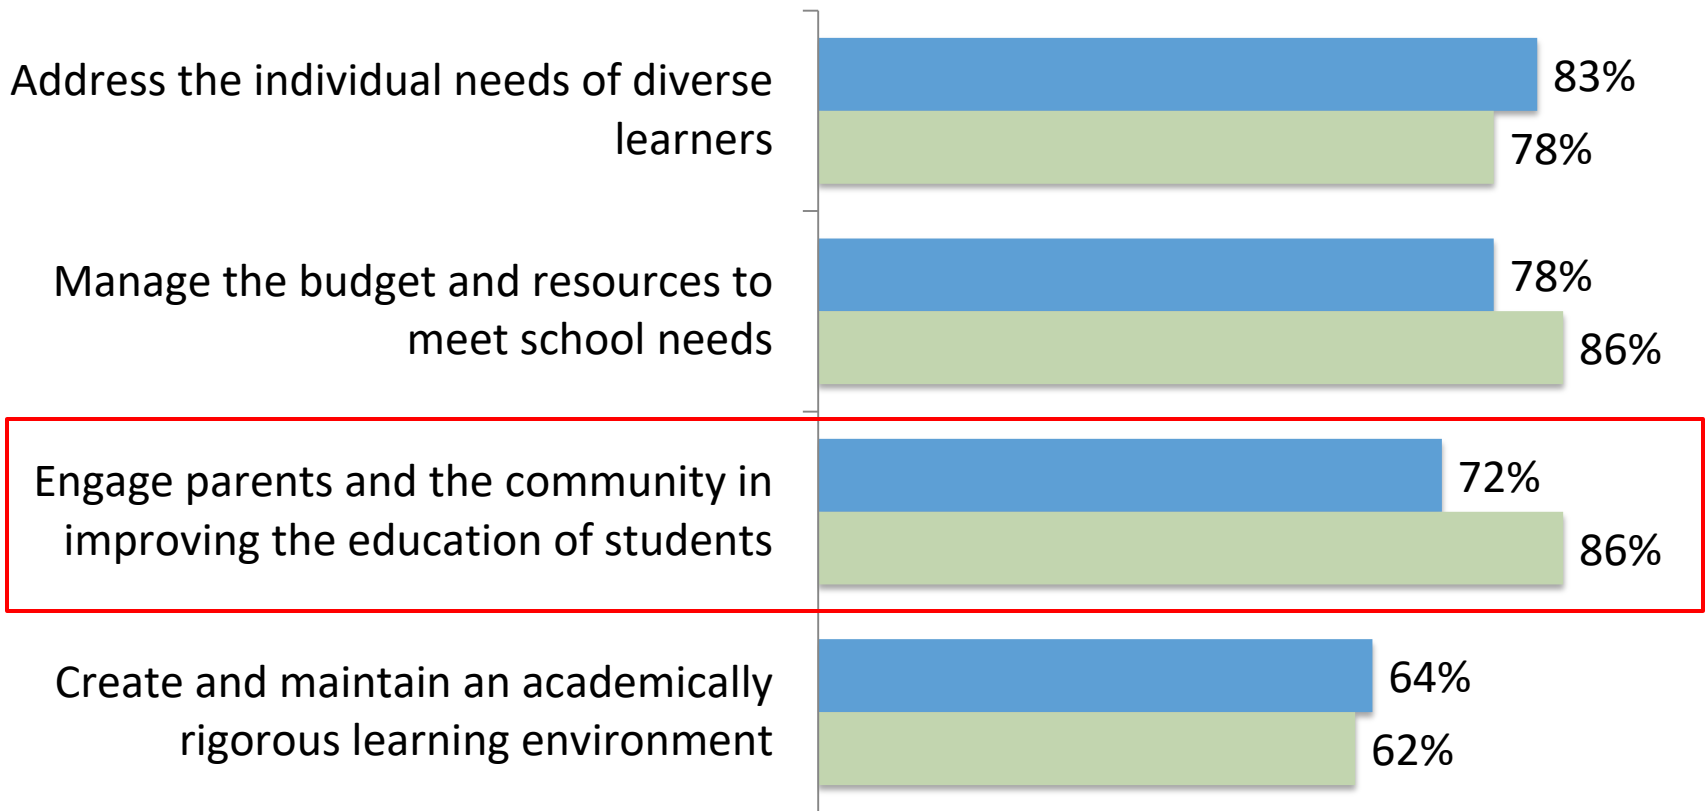 Address the individual needs of diverse
learners
83%
78%
Manage the budget and resources to
meet school needs
78%
86%
Engage parents and the community in
improving the education of students
72%
86%
Create and maintain an academically
rigorous learning environment
64%
62%